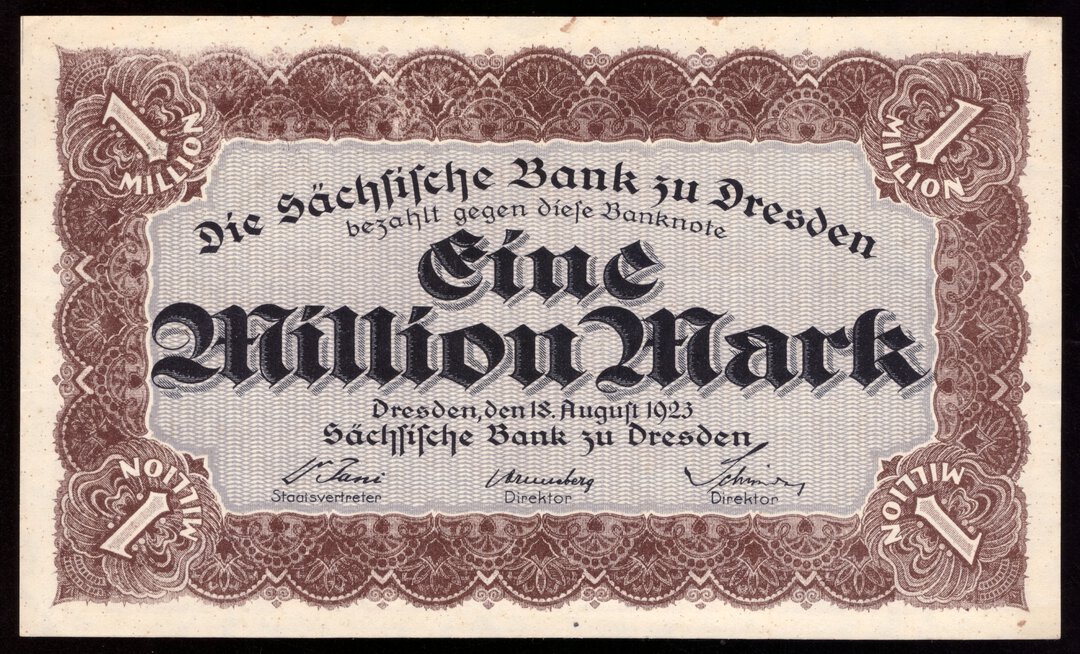 1 MILLION
1 MILLION
Die Sächsische Bank zu Dresden
bezahlt gegen diese Banknote
Eine
Million Mark
Dresden, den 18. August 1923
Sächsische Bank zu Dresden
Staatsvertreter
Direktor
Direktor
1 MILLION
1 MILLION